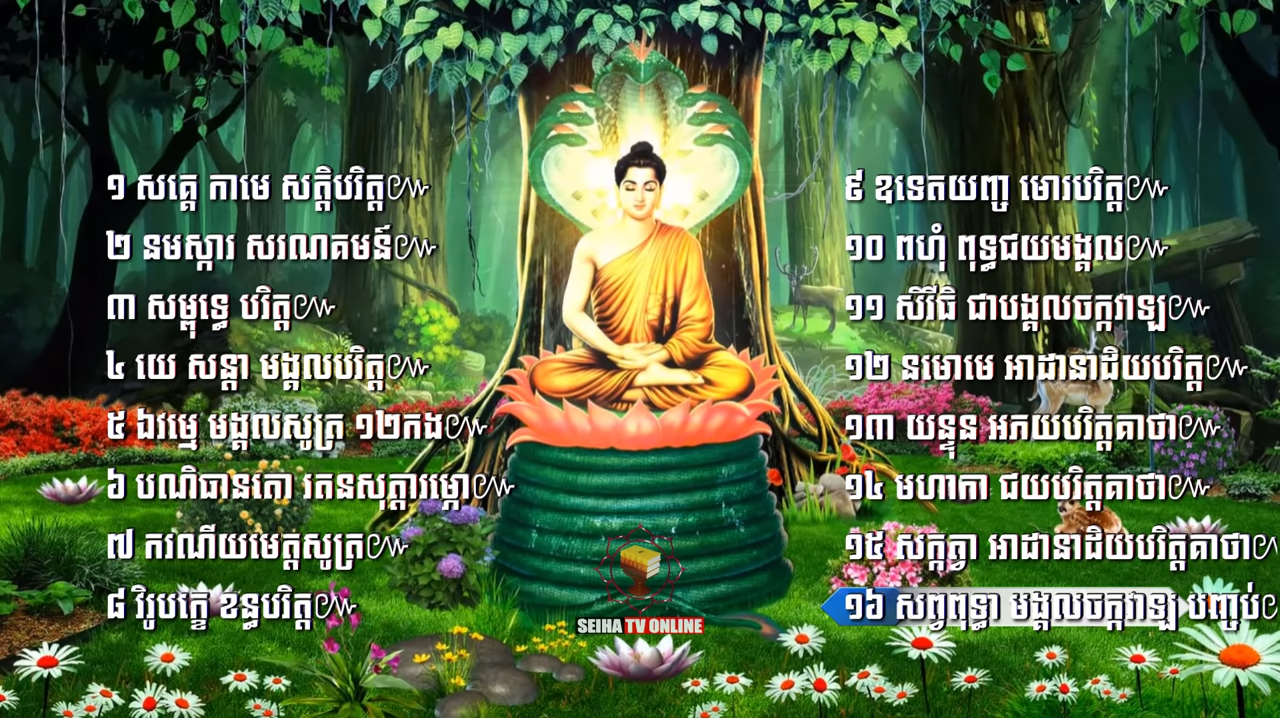 ១ សគ្គេ កាមេ សត្តិបរិត្ត៚
២ នមស្ការ សរណគមន៍៚
៣ សម្ពុទ្ធេ បរិត្ត៚
៤ យេ សន្តា មង្គលបរិត្ត៚
៥ ឯវម្មេ មង្គលសូត្រ ១២កង៚
៦ បណិធានតោ រតនសុត្តារម្ភោ៚
៧ ករណីយមេត្តសូត្រ៚
៨ វិរូបក្ខេ ខន្ធបរិត្ត៚
៩ ឧទេតយញ្ច មោរបរិត្ត៚
១០ ពហុំ ពុទ្ធជយមង្គល៚
១១ សិរីធិ ជាបង្គលចក្កវាឡ៚
១២ នមោមេ អាដានាដិយបរិត្ត៚
១៣ យន្ទុន អភយបរិត្តគាថា៚
១៤ មហាកា ជយបរិត្តគាថា៚
១៥ សក្កត្វា អាដានាដិយបរិត្តគាថា៚
១៦ សព្វពុទ្ធា មង្គលចក្កវាឡ បញ្ចប់៚
SEIHA TV ONLINE